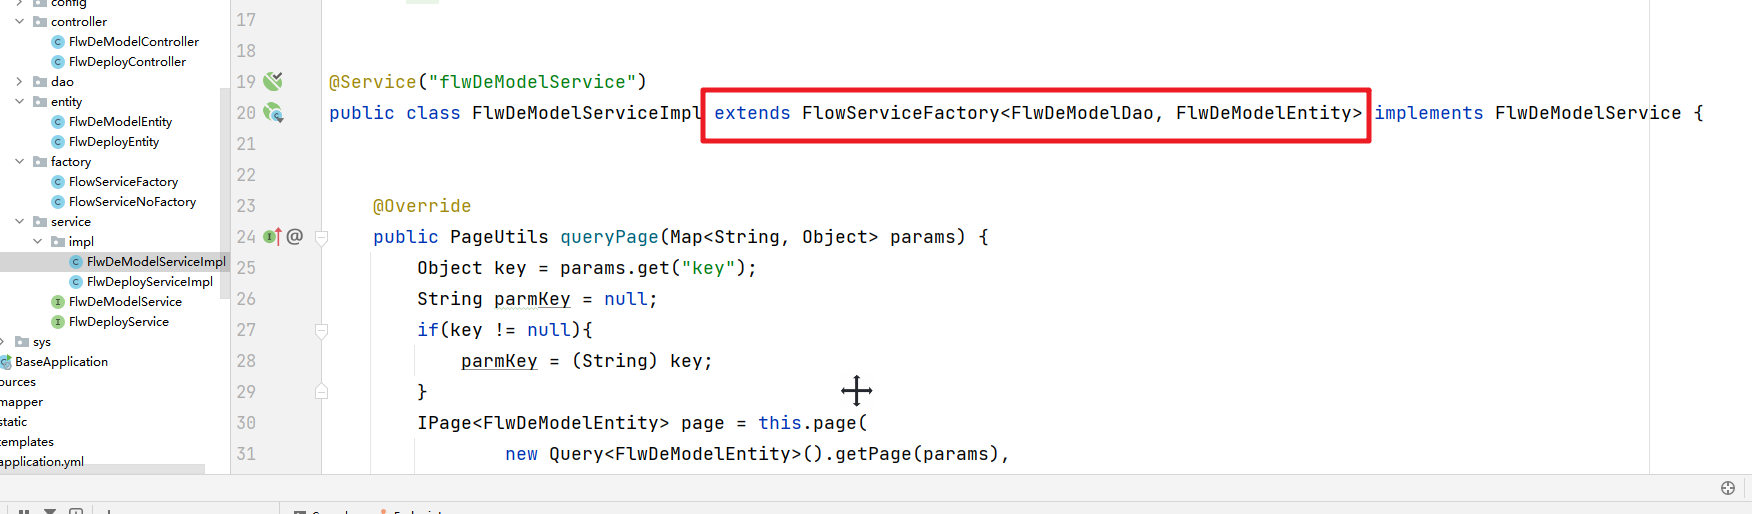 config
controller
FlwDeModelController
FlwDeployController
dao
entity
FlwDeModelEntity
FlwDeployEntity
factory
FlowServiceFactory
FlowServiceNoFactory
service
impl
FlwDeModelServiceImpl
FlwDeployServiceImpl
FlwDeModelService
FlwDeployService
sys
BaseApplication
ources
mapper
static
templates
application.yml
17
18
19 @Service("flwDeModelService")
20 public class FlwDeModelServiceImpl extends FlowServiceFactory<FlwDeModelDao, FlwDeModelEntity> implements FlwDeModelService {
21
22
23 @Override
24 @ public PageUtils queryPage(Map<String, Object> params) {
25 Object key = params.get("key");
26 String parmKey = null;
27 if(key != null){
28 parmKey = (String) key;
29 }
30 IPage<FlwDeModelEntity> page = this.page(
31 new Query<FlwDeModelEntity>().getPage(params),